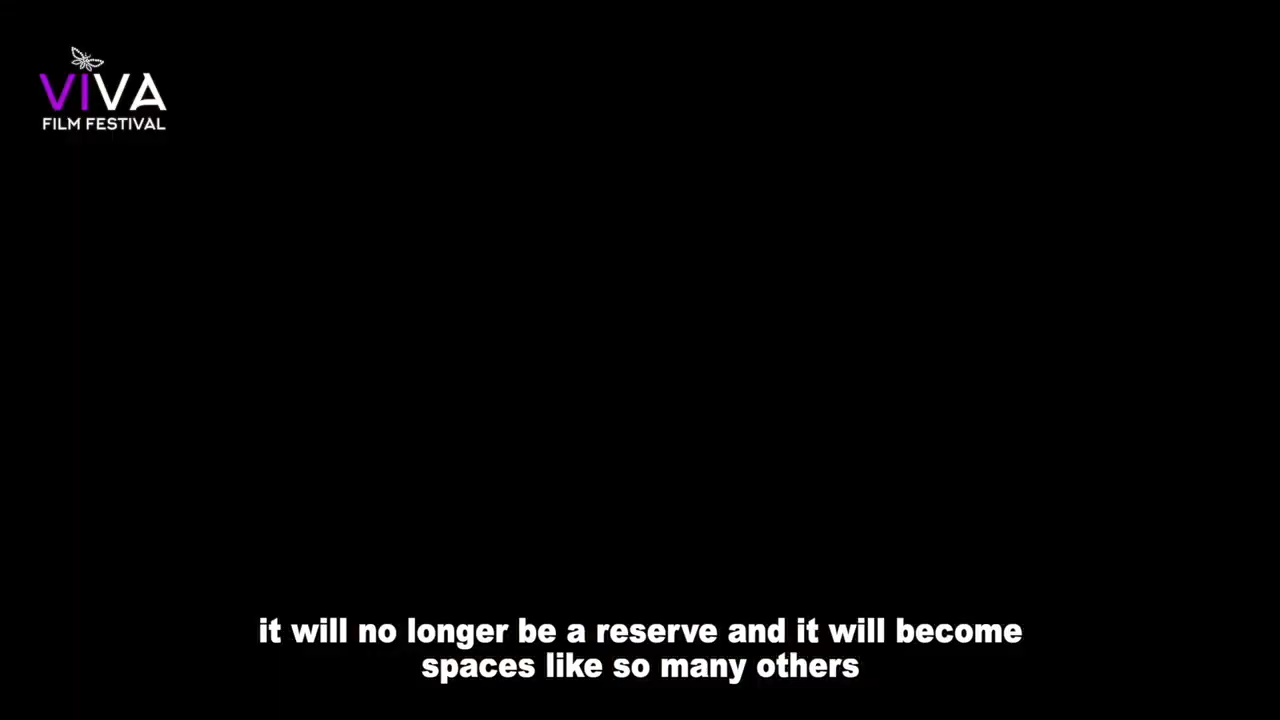 VIVA
FILM FESTIVAL
it will no longer be a reserve and it will become
spaces like so many others